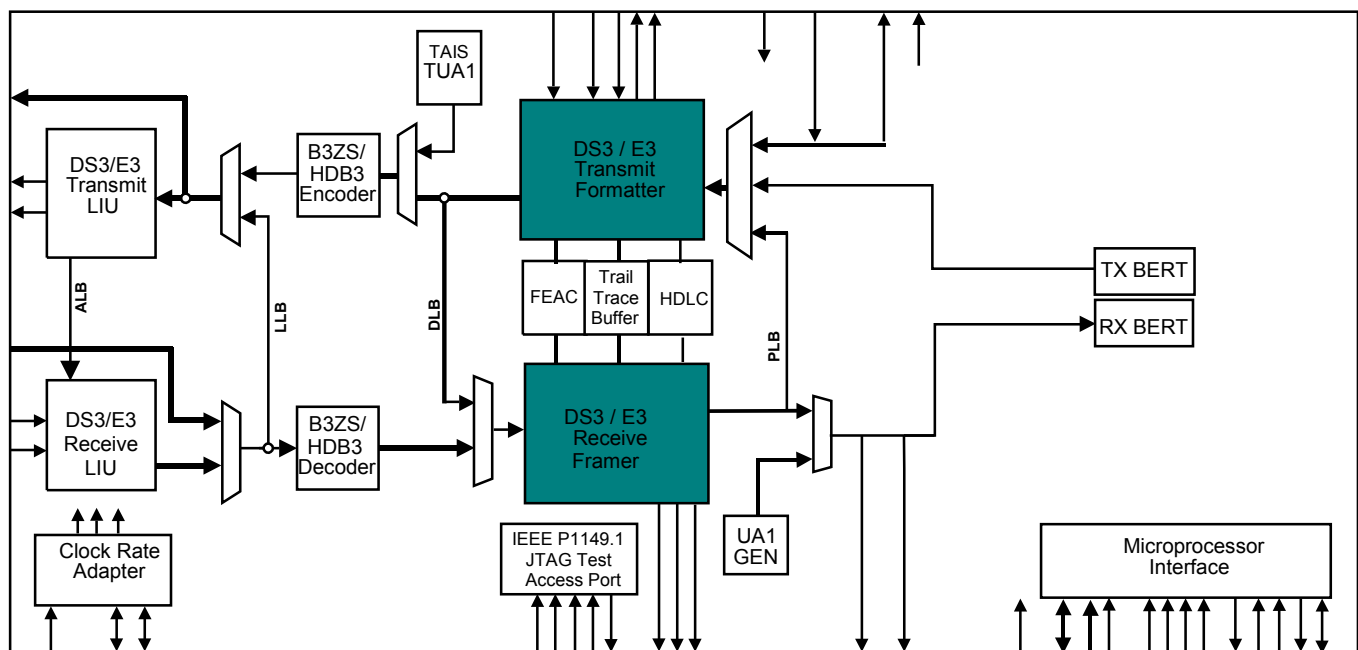 TAIS
TUA1
DS3/E3
Transmit
LIU
B3ZS/
HDB3
Encoder
DS3 / E3
Transmit
Formatter
TX BERT
RX BERT
FEAC
Trail
Trace
Buffer
HDLC
ALB
LLB
DLB
PLB
DS3/E3
Receive
LIU
B3ZS/
HDB3
Decoder
DS3 / E3
Receive
Framer
UA1
GEN
Clock Rate
Adapter
IEEE P1149.1
JTAG Test
Access Port
Microprocessor
Interface